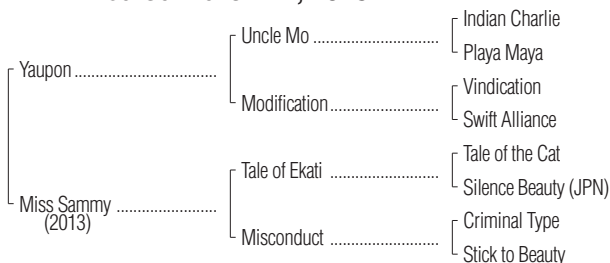 Indian Charlie
Uncle Mo
Playa Maya
Yaupon
Vindication
Modification
Swift Alliance
Tale of the Cat
Tale of Ekati
Silence Beauty (JPN)
Miss Sammy
(2013)
Criminal Type
Misconduct
Stick to Beauty